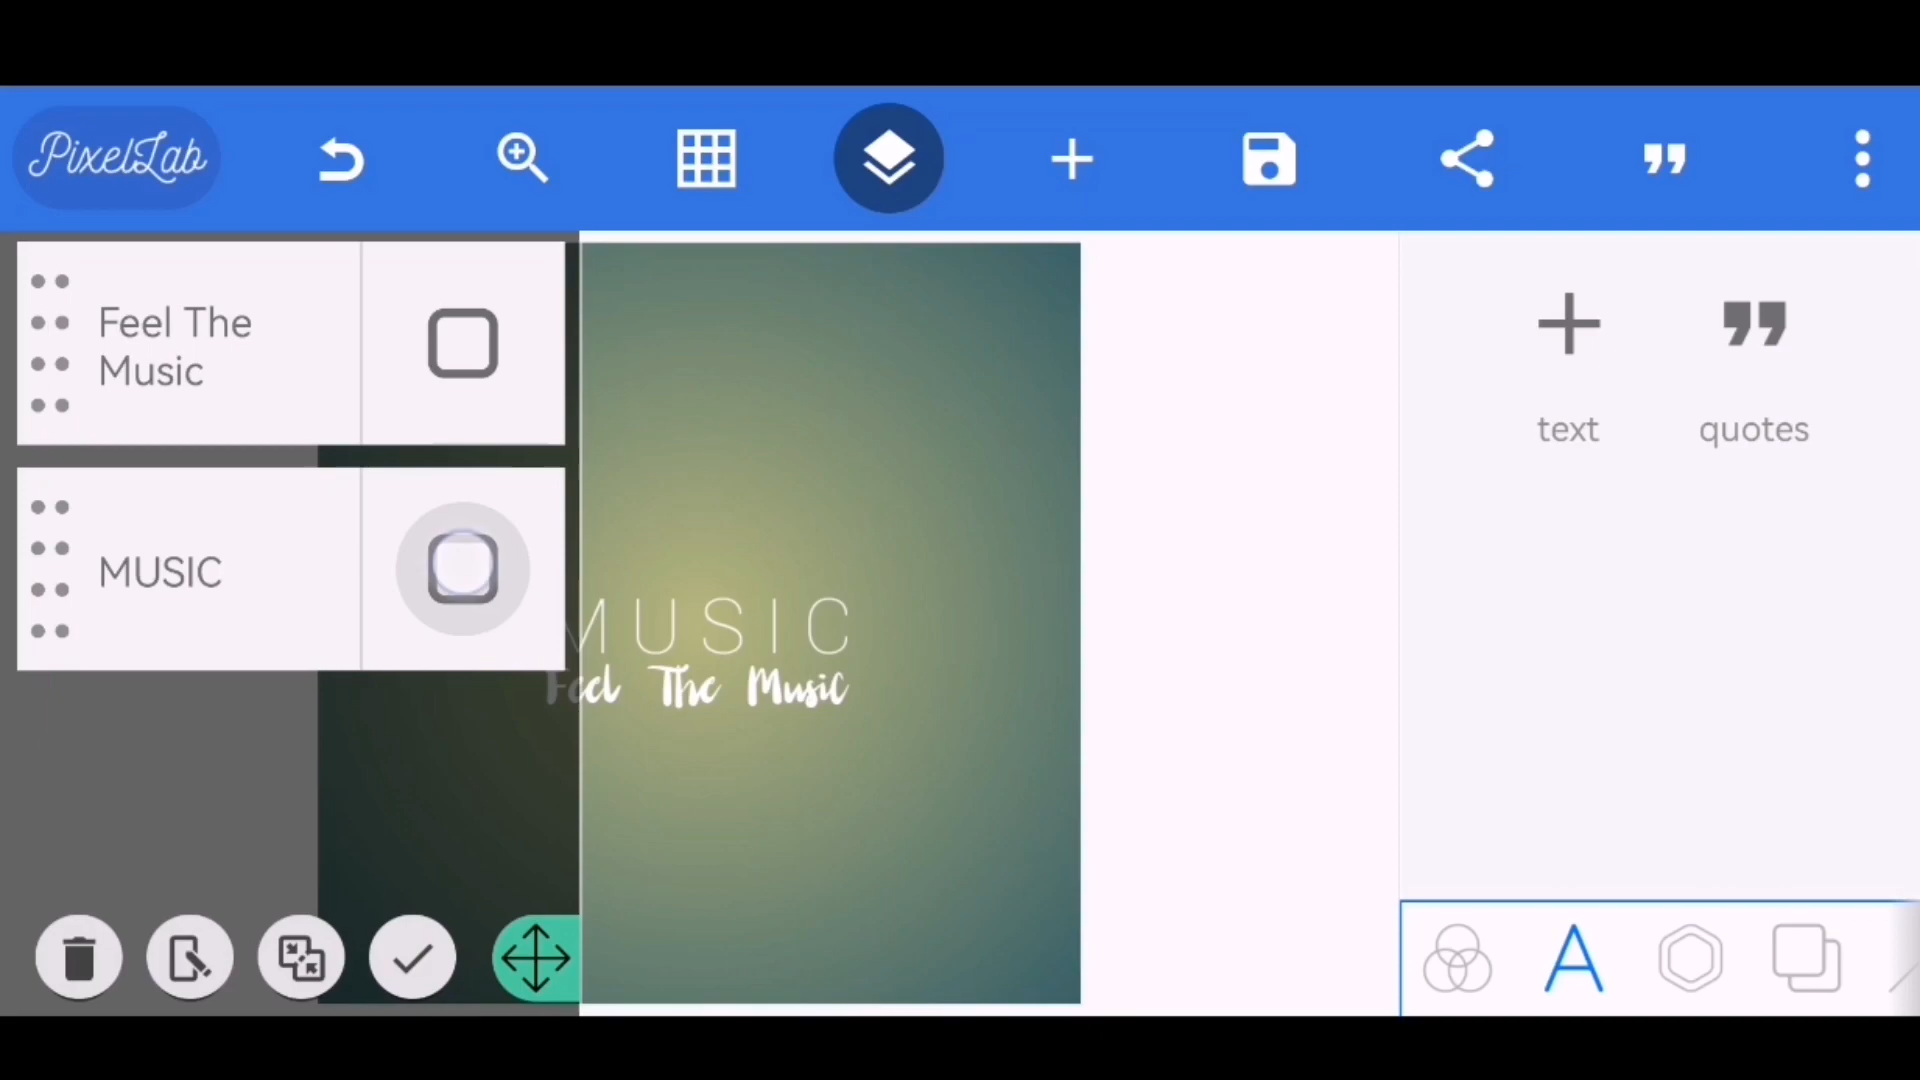 PixelLab
Feel The
Music
text
quotes
MUSIC
MUSIC
Feel The Music